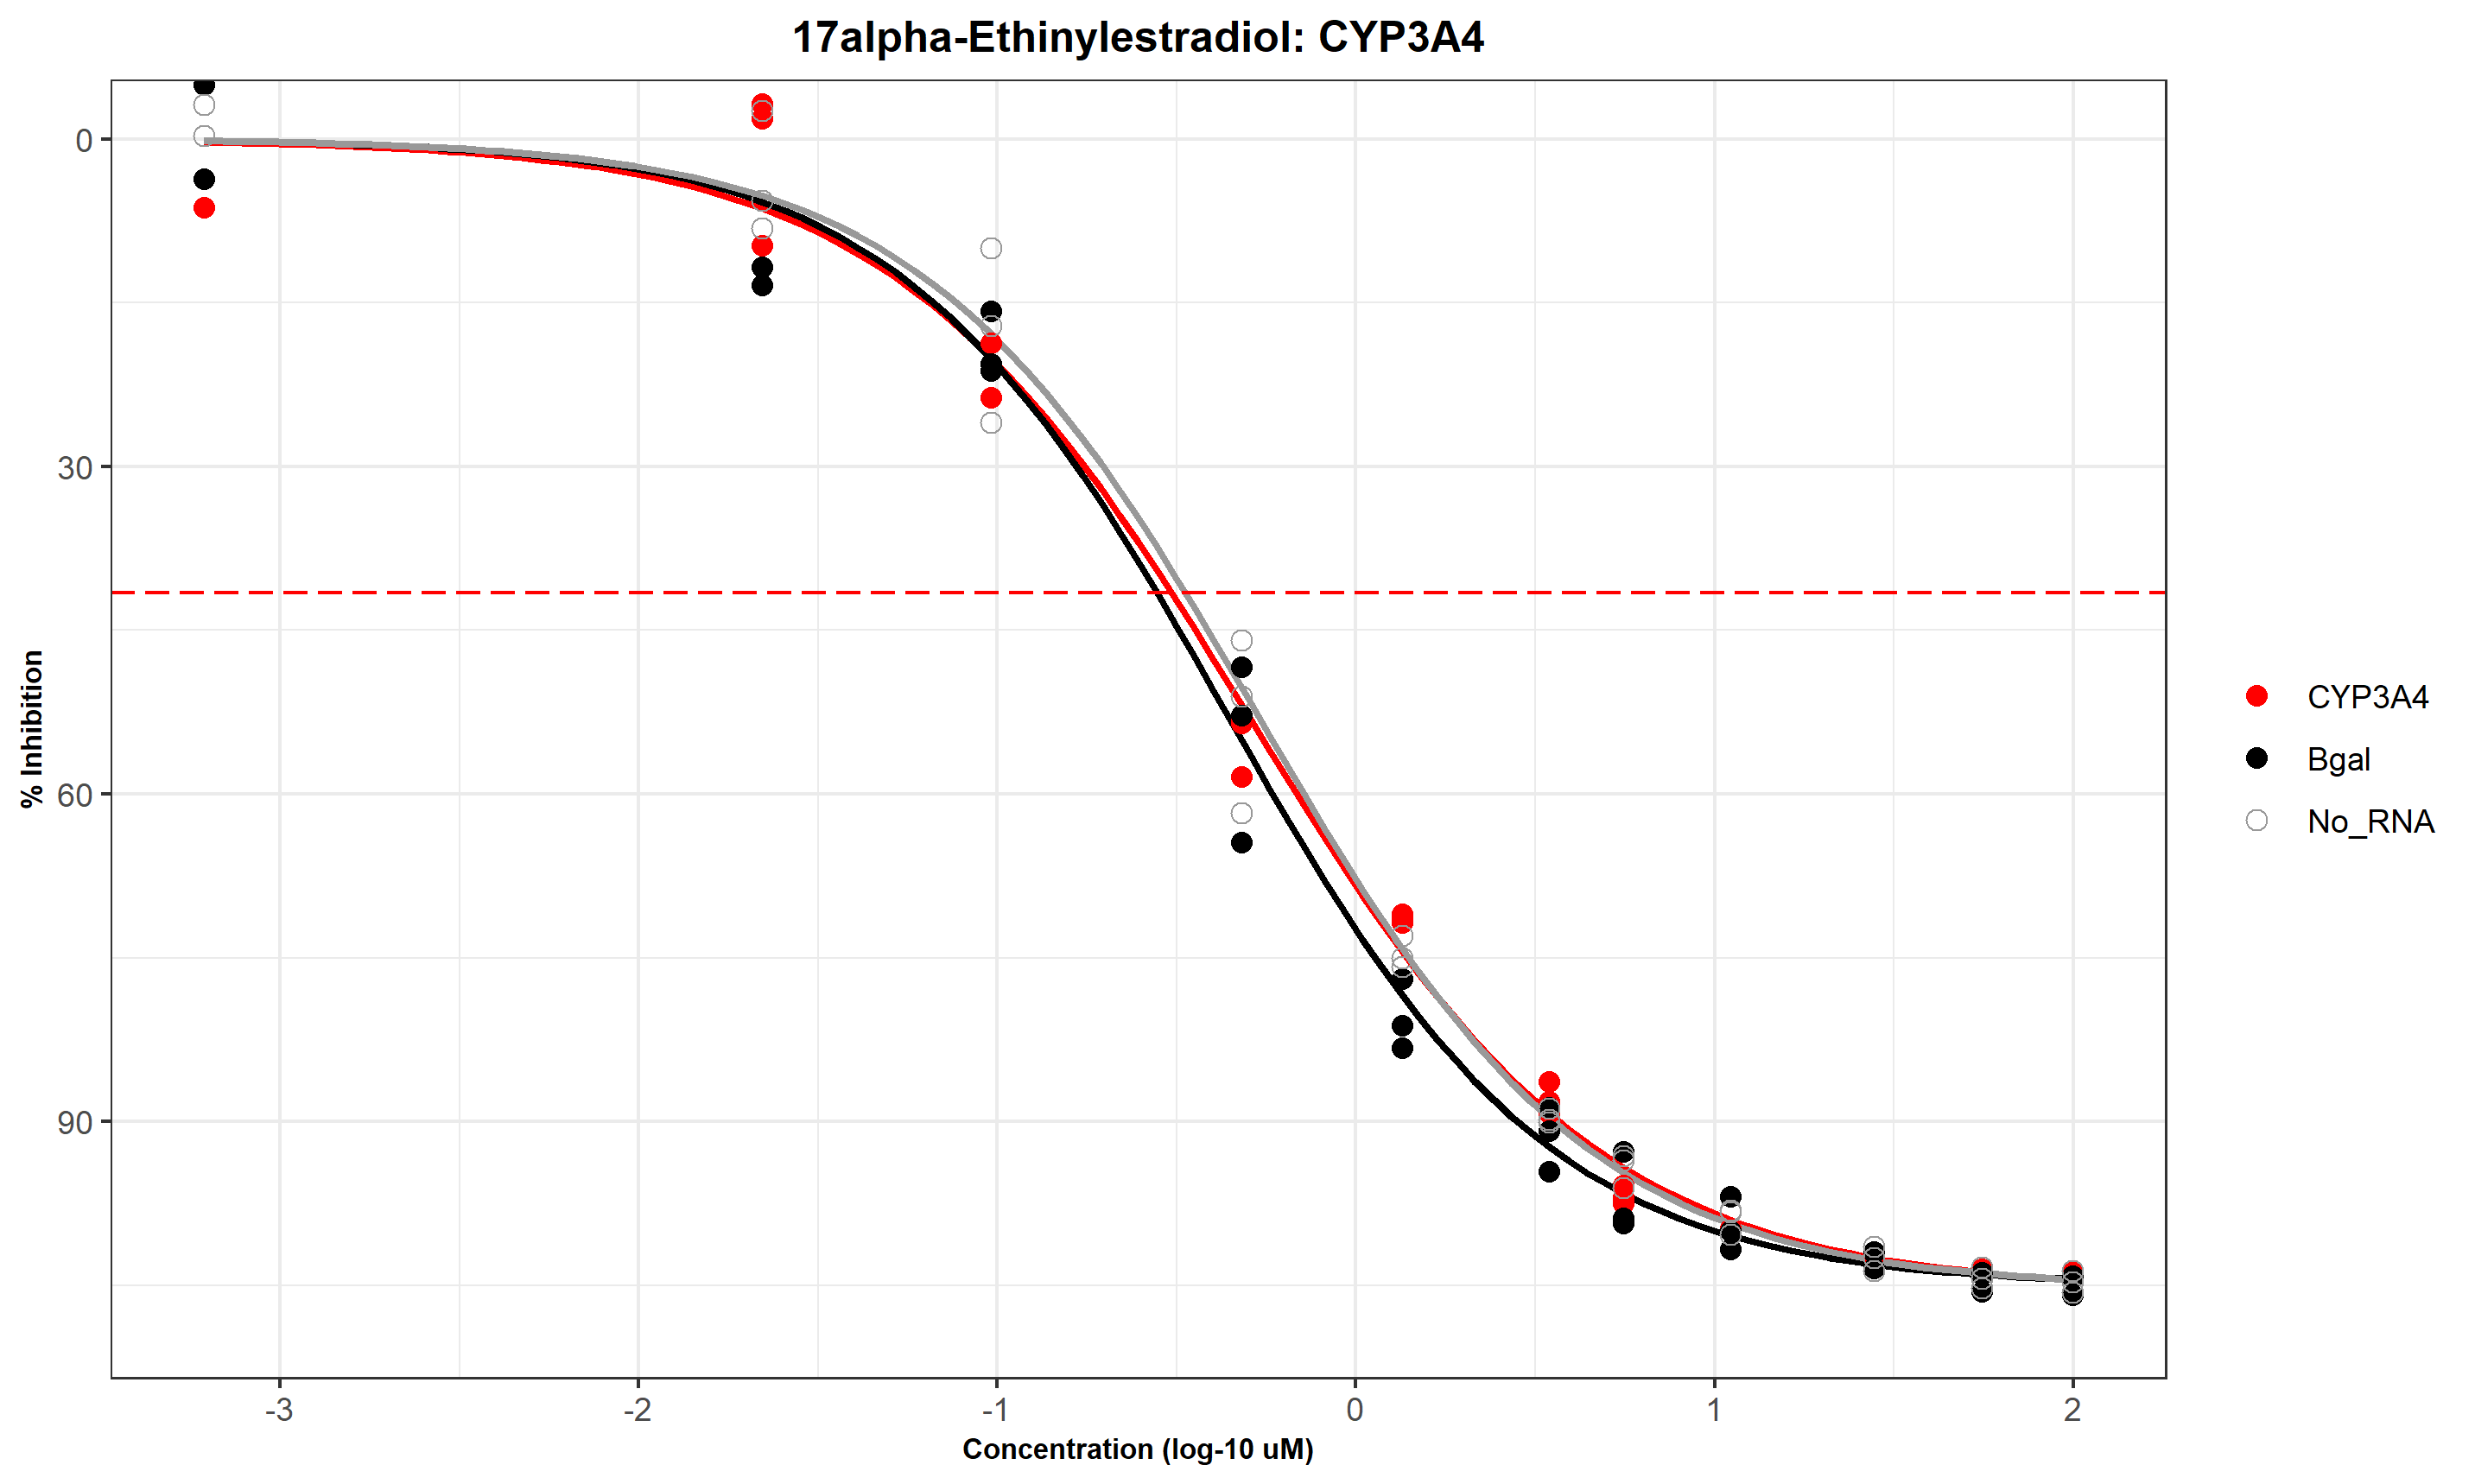 17alpha-Ethinylestradiol: CYP3A4
0
30
60
90
% Inhibition
-3
-2
-1
0
1
2
Concentration (log-10 uM)
CYP3A4
Bgal
No_RNA